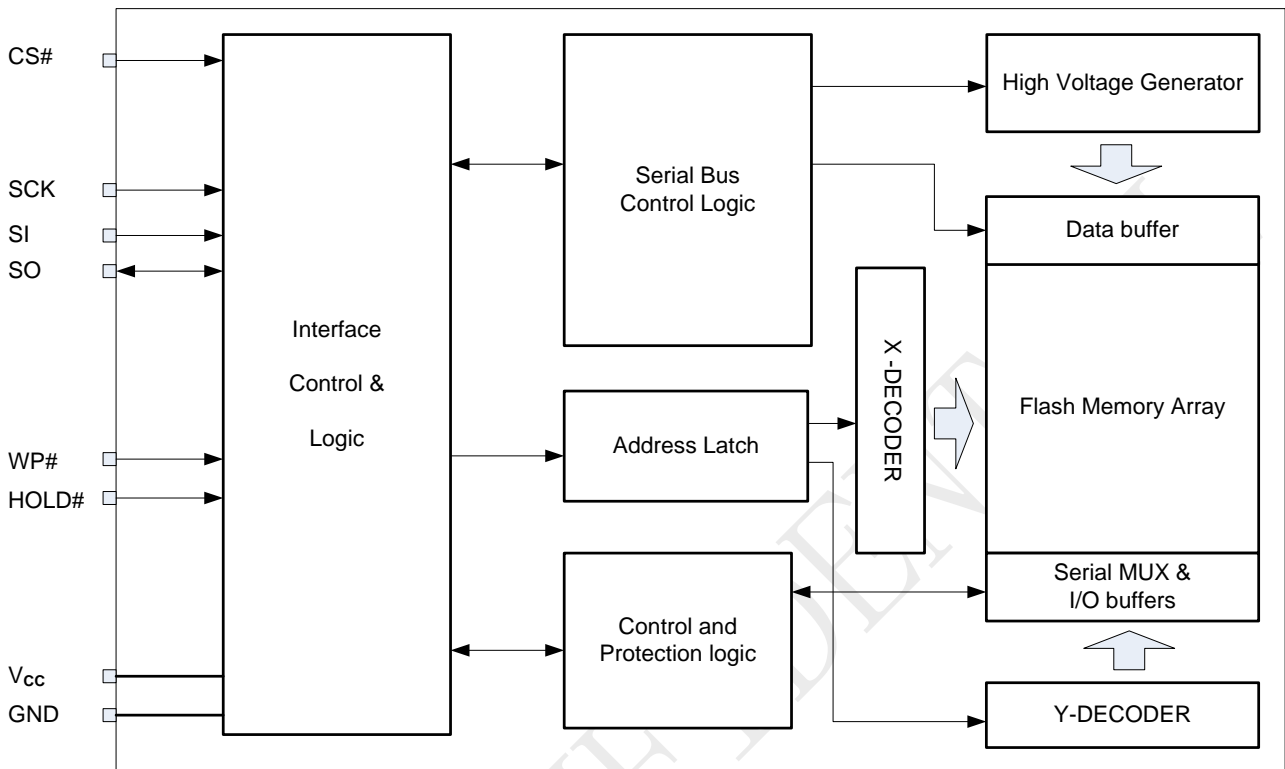 CS#
SCK
SI
SO
WP#
HOLD#
Vcc
GND
Interface
Control &
Logic
Serial Bus
Control Logic
Address Latch
Control and
Protection logic
X -DECODER
High Voltage Generator
Data buffer
Flash Memory Array
Serial MUX &
I/O buffers
Y-DECODER